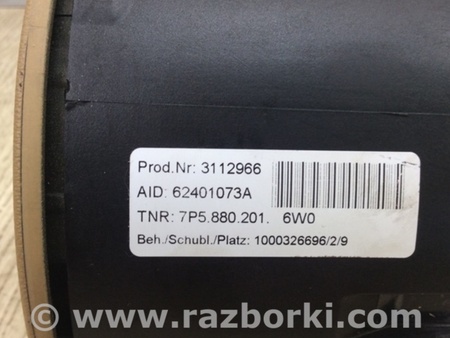 Prod.Nr: 3112966
AID: 62401073A
TNR: 7P5.880.201. 6W0
Beh./Schubl./Platz: 1000326696/2/9
www.razborki.com